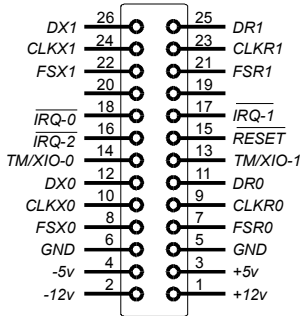 DX1 26 25 DR1
CLKX1 24 23 CLKR1
FSX1 22 21 FSR1
20 19
IRQ-0 18 17 IRQ-1
IRQ-2 16 15 RESET
TM/XIO-0 14 13 TM/XIO-1
DX0 12 11 DR0
CLKX0 10 9 CLKR0
FSX0 8 7 FSR0
GND 6 5 GND
-5v 4 3 +5v
-12v 2 1 +12v